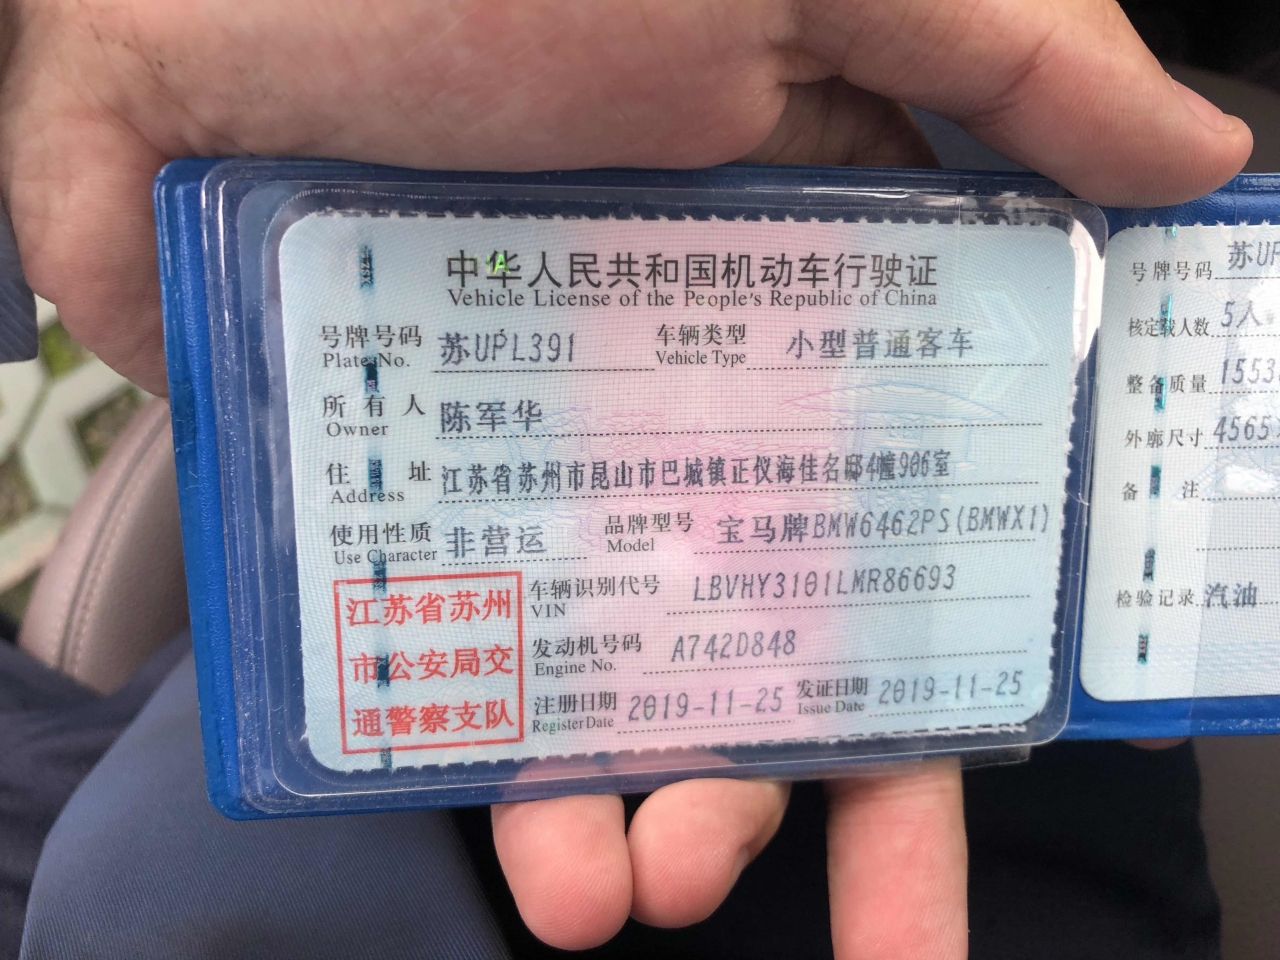 中华人民共和国机动车行驶证
Vehicle License of the People's Republic of China
号牌号码 苏UPL391 车辆类型 小型普通客车
Plate No. Vehicle Type
所有人 陈军华
Owner
住址 江苏省苏州市昆山市巴城镇正仪海佳名邸4幢906室
Address
使用性质 非营运 品牌型号 宝马牌BMW6462PS(BMWX1)
Use Character Model
车辆识别代号 LBVHY3101LMR86693
VIN
发动机号码 A742D848
Engine No.
注册日期 2019-11-25 发证日期 2019-11-25
Register Date Issue Date
江苏省苏州
市公安局交
通警察支队
号牌号码 苏UP
核定载人数 5人
整备质量 1553
外廓尺寸 4565
备注
检验记录 汽油